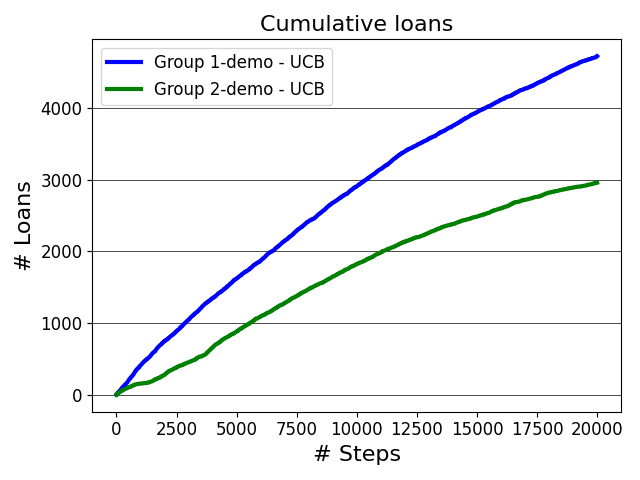 Cumulative loans
Group 1-demo - UCB
Group 2-demo - UCB
# Loans
4000
3000
2000
1000
0
0 2500 5000 7500 10000 12500 15000 17500 20000
# Steps